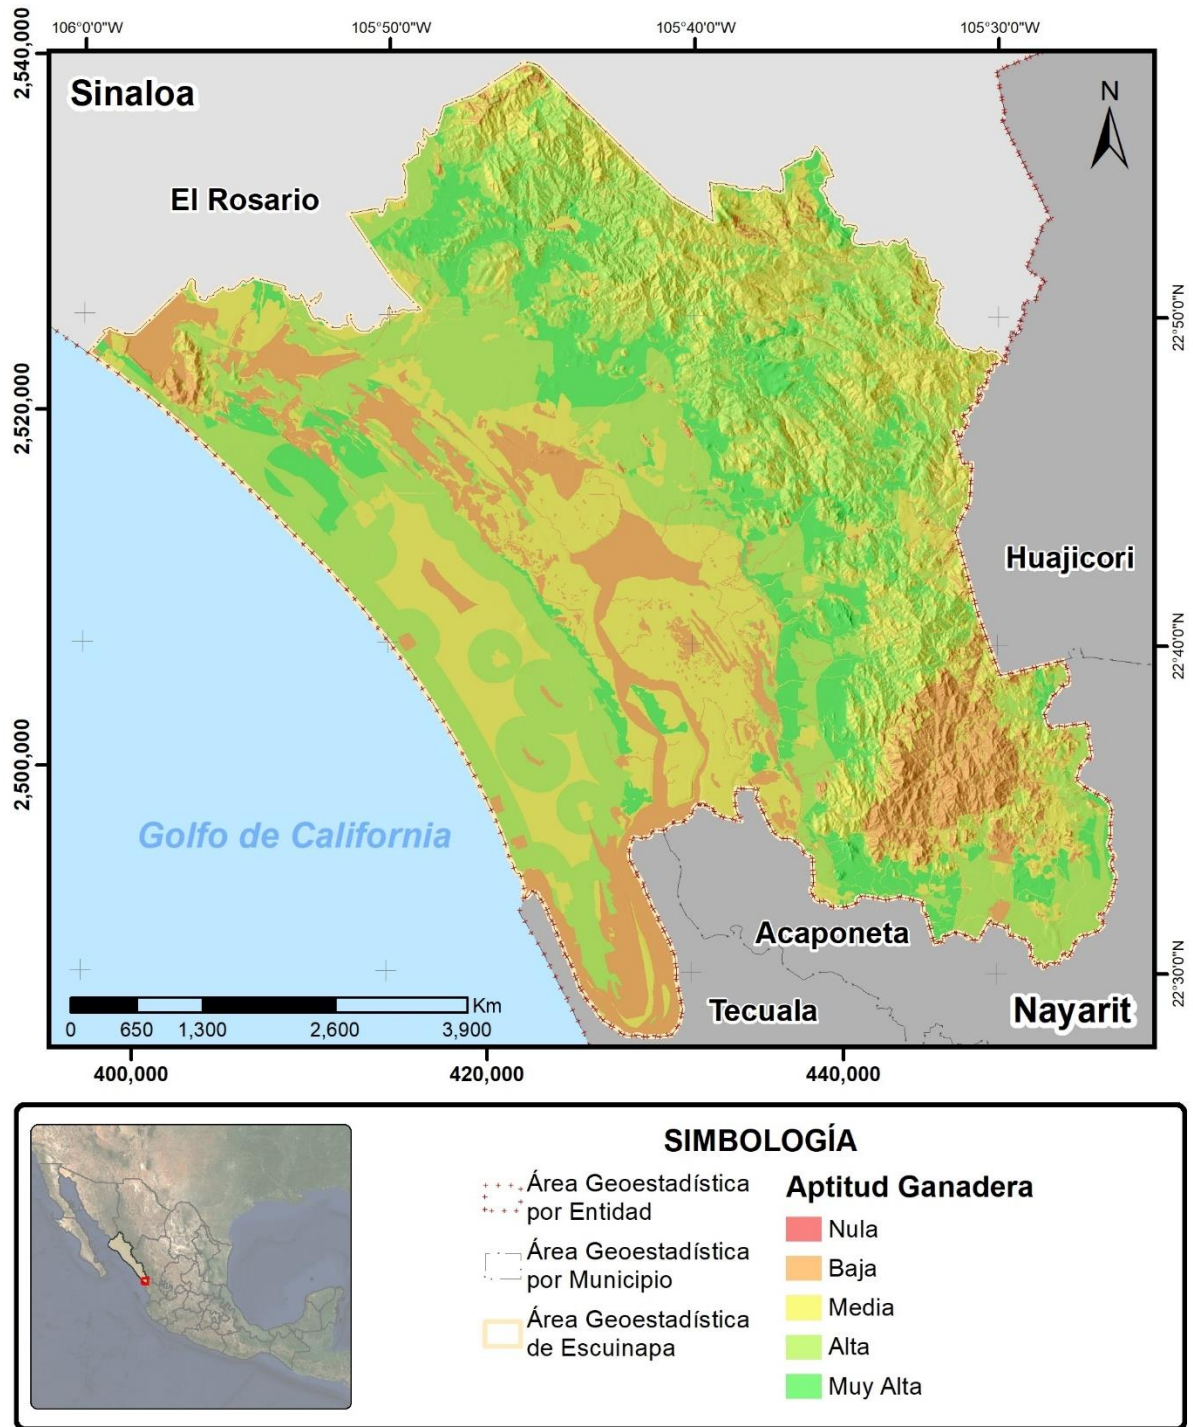 106°0'0"W 105°50'0"W 105°40'0"W 105°30'0"W
2,540,000
Sinaloa
N
El Rosario
22°50'0"N
2,520,000
Huajicori
22°40'0"N
2,500,000
Golfo de California
Acaponeta
22°30'0"N
Tecuala
Nayarit
Km
0 650 1,300 2,600 3,900
400,000 420,000 440,000
SIMBOLOGÍA
Área Geoestadística
por Entidad
Área Geoestadística
por Municipio
Área Geoestadística
de Escuinapa
Aptitud Ganadera
Nula
Baja
Media
Alta
Muy Alta